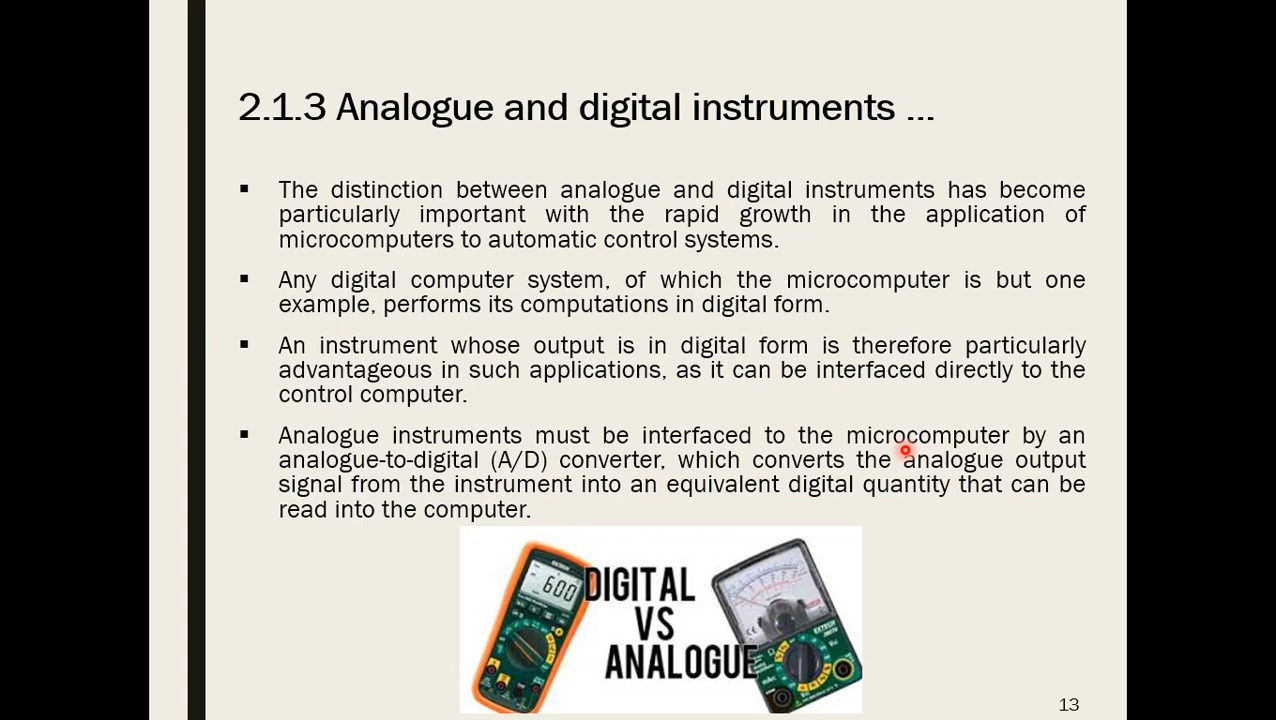 2.1.3 Analogue and digital instruments ...
▪ The distinction between analogue and digital instruments has become
particularly important with the rapid growth in the application of
microcomputers to automatic control systems.
▪ Any digital computer system, of which the microcomputer is but one
example, performs its computations in digital form.
▪ An instrument whose output is in digital form is therefore particularly
advantageous in such applications, as it can be interfaced directly to the
control computer.
▪ Analogue instruments must be interfaced to the microcomputer by an
analogue-to-digital (A/D) converter, which converts the analogue output
signal from the instrument into an equivalent digital quantity that can be
read into the computer.
EXTECH
600
DIGITAL
VS
ANALOGUE
EXTECH
13